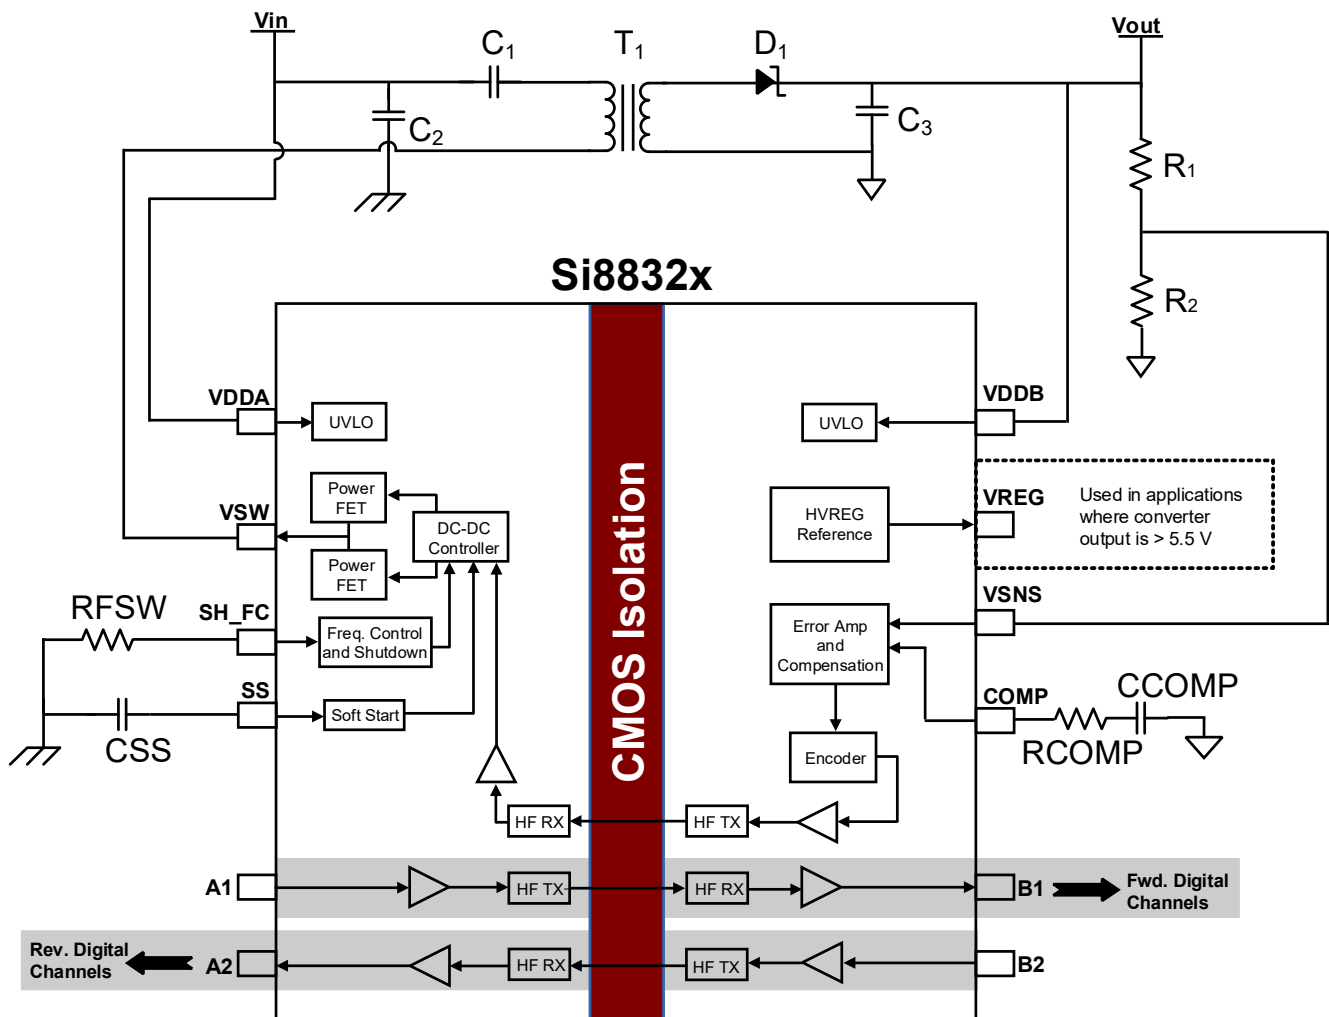 Vin
C1
T1
D1
Vout
C2
C3
R1
R2
Si8832x
VDDA
UVLO
UVLO
VDDB
Power
FET
VSW
DC-DC
Controller
Power
FET
HVREG
Reference
VREG
Used in applications
where converter
output is > 5.5 V
CMOS Isolation
RFSW
SH_FC
Freq. Control
and Shutdown
Error Amp
and
Compensation
VSNS
SS
Soft Start
CSS
COMP
CCOMP
RCOMP
Encoder
HF RX
HF TX
A1
HF TX
HF RX
B1
Fwd. Digital
Channels
Rev. Digital
Channels
A2
HF RX
HF TX
B2